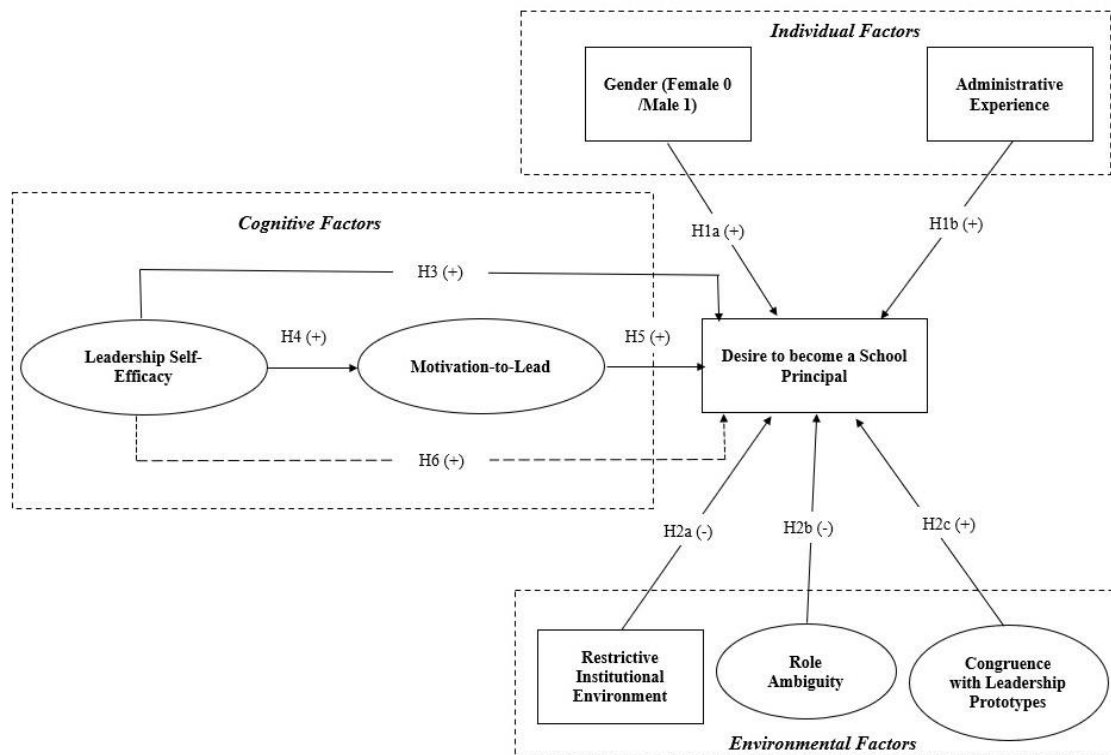 Individual Factors
Gender (Female 0
/Male 1)
Administrative
Experience
H1a (+)
H1b (+)
Cognitive Factors
H3 (+)
H4 (+)
H5 (+)
Leadership Self-
Efficacy
Motivation-to-Lead
Desire to become a School
Principal
H6 (+)
H2a (-)
H2b (-)
H2c (+)
Restrictive
Institutional
Environment
Role
Ambiguity
Congruence
with Leadership
Prototypes
Environmental Factors